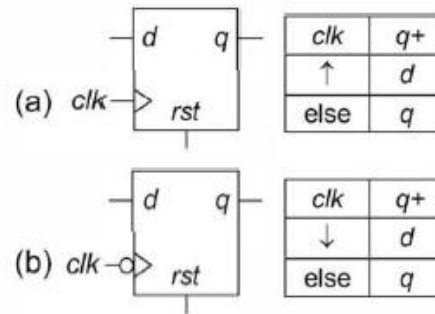 d q clk q+
↑ d
(a) clk rst else q
d q clk q+
↓ d
(b) clk rst else q